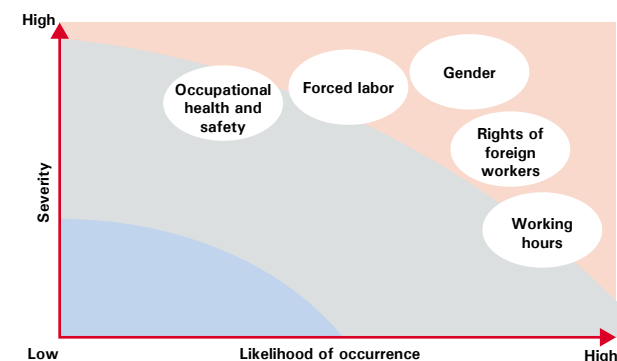 High
Gender
Forced labor
Occupational
health and
safety
Rights of
foreign
workers
Working
hours
Severity
Low
Likelihood of occurrence
High